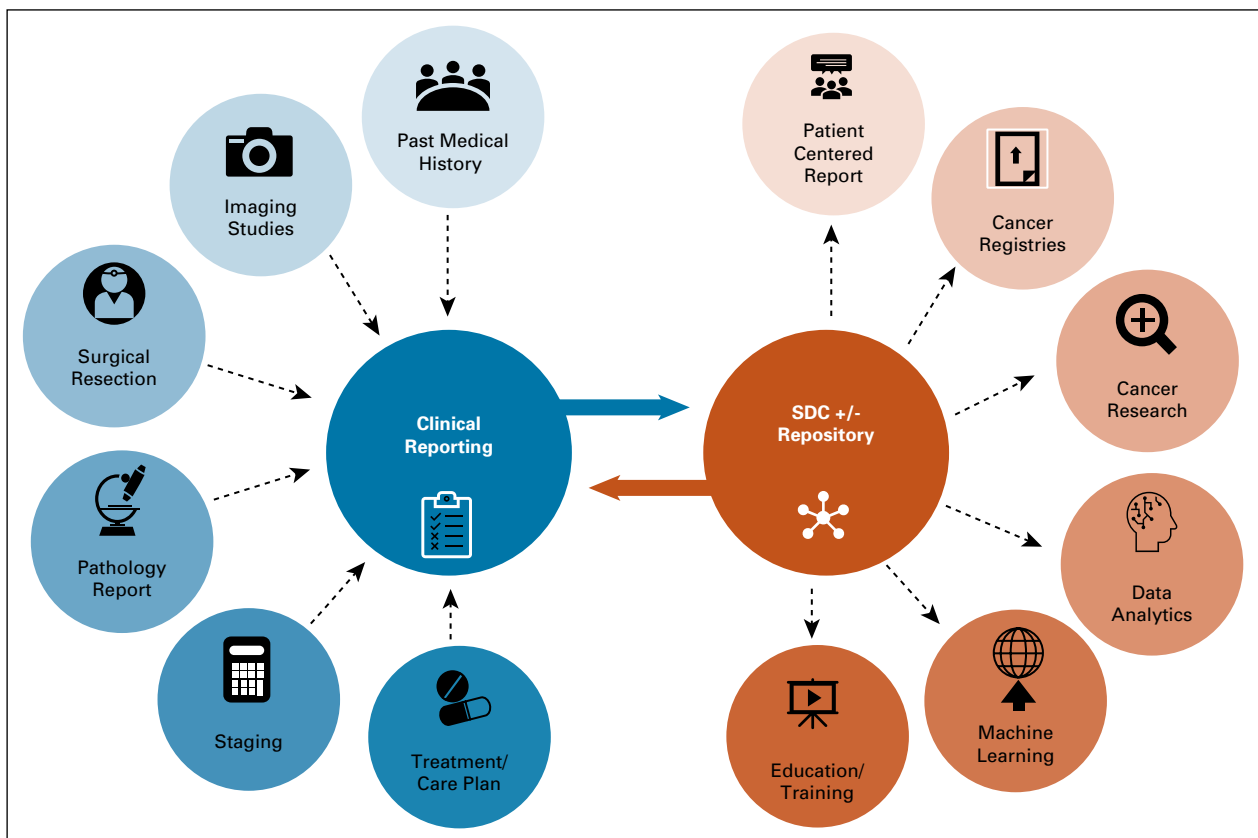 Past Medical
History
Imaging
Studies
Surgical
Resection
Pathology
Report
Staging
Treatment/
Care Plan
Clinical
Reporting
SDC +/-
Repository
Patient
Centered
Report
Cancer
Registries
Cancer
Research
Data
Analytics
Machine
Learning
Education/
Training